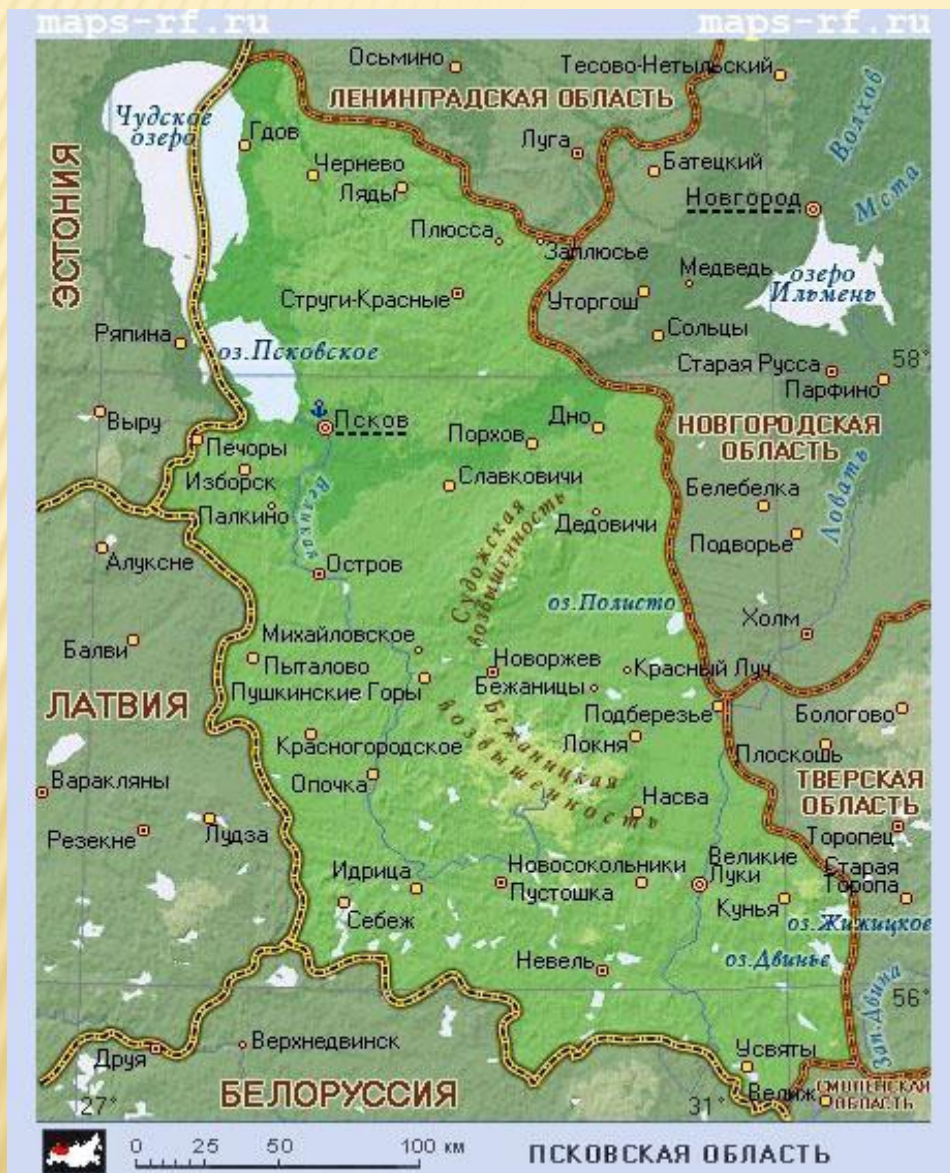 maps-rf.ru maps-rf.ru
Осьмино
Тесово-Нетыльский
ЛЕНИНГРАДСКАЯ ОБЛАСТЬ
Чудское
озеро
Гдов
Луга
Волхов
Чернево
Батецкий
Ляды
Мста
Новгород
ЭСТОНИЯ
Плюсса
Заплюсье
Медведь
озеро
Ильмень
Струги-Красные
Уторгош
Сольцы
Ряпина
оз.Псковское
Старая Русса
58°
Парфино
Выру
Псков
Дно
НОВГОРОДСКАЯ
ОБЛАСТЬ
Печоры
Порхов
Изборск
Славковичи
Белебелка
Ловать
Палкино
Великая
Дедовичи
Подворье
Алуксне
Остров
Судожская
возвышенность
оз.Полисто
Холм
Балви
Михайловское
Пыталово
Новоржев
Красный Луч
Пушкинские Горы
Бежаницы
ЛАТВИЯ
Подберезье
Бологово
Бежаницкая
возвышенность
Красногородское
Локня
Плоскошь
Варакляны
Опочка
ТВЕРСКАЯ
ОБЛАСТЬ
Насва
Резекне
Лудза
Торопец
Идрица
Новосокольники
Великие
Луки
Старая
Торопа
Пустошка
Себеж
Кунья
оз.Жижицкое
Невель
оз.Двинье
Зап.Двина
56°
Друя
Верхнедвинск
Усвяты
БЕЛОРУССИЯ
Велиж
СМОЛЕНСКАЯ
ОБЛАСТЬ
27°
31°
0 25 50 100 км
ПСКОВСКАЯ ОБЛАСТЬ